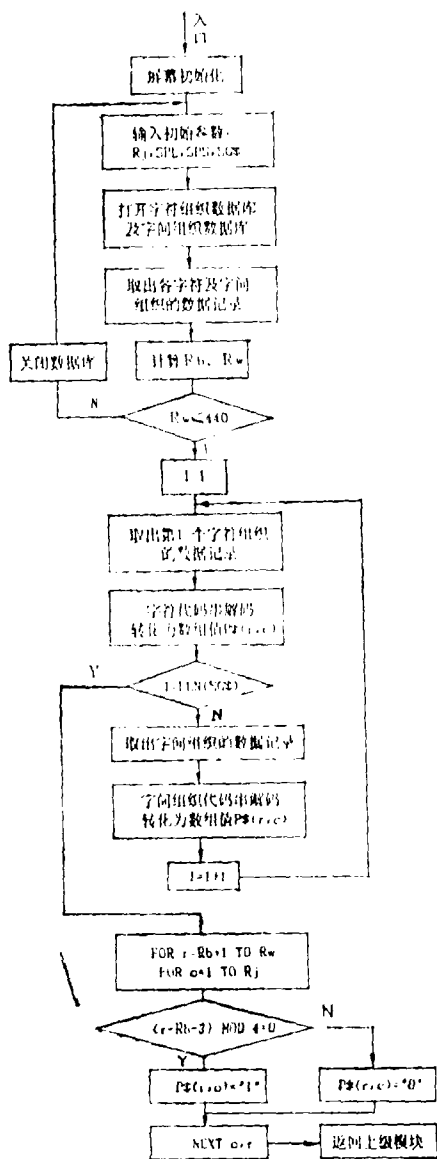 入
口
屏幕初始化
输入初始参数:
打开字符组织数据库
及字间组织数据库
取出各字符及字间
组织的数据记录
关闭数据库
计算Rb、Rw
N
Rw≤440
取出第I个字符组织
的数据记录
字符代码串解码
转化为数组值P$(r,c)
Y
I=LEN(SG$)
N
取出字间组织的数据记录
字间组织代码串解码
转化为数组值P$(r,c)
I=I+1
FOR r=Rb+1 TO Rw
FOR c=1 TO Rj
(r-Rb-3) MOD 4=0
N
Y
P$(r,c)="1"
P$(r,c)="0"
NEXT c,r
返回上级模块